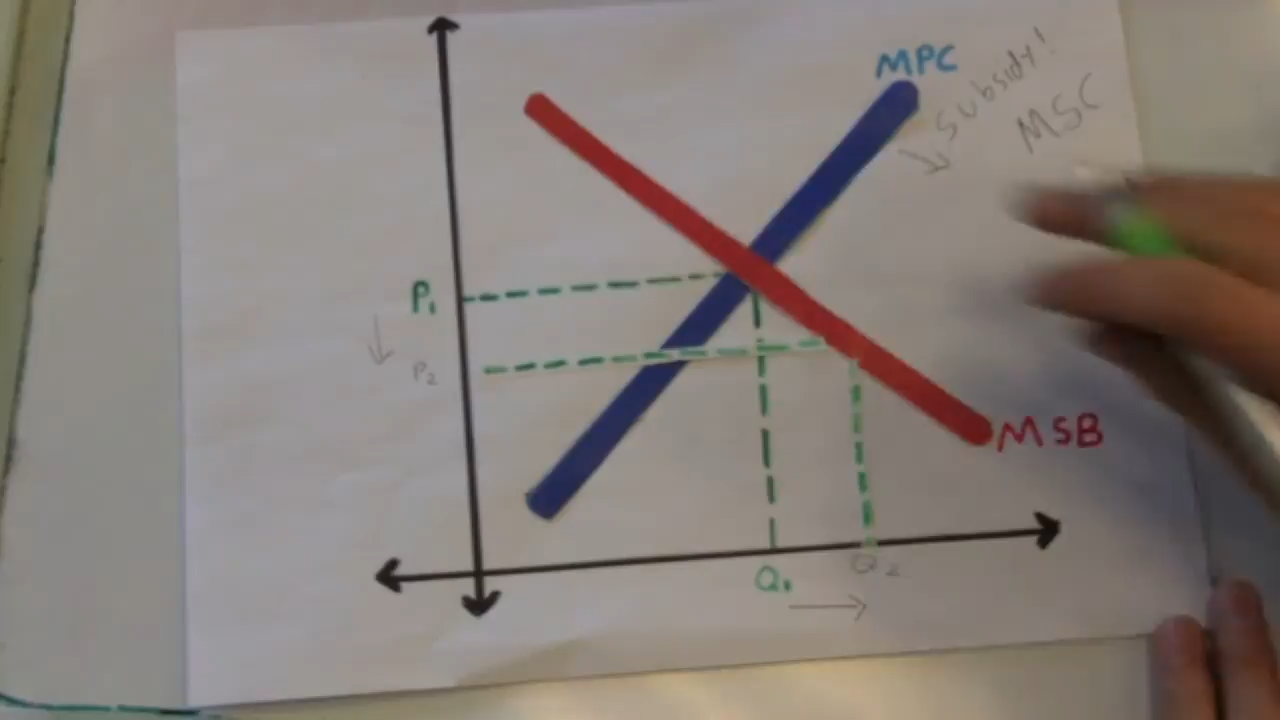 MPC
subsidy!
MSC
P₁
P₂
MSB
Q₁
Q₂